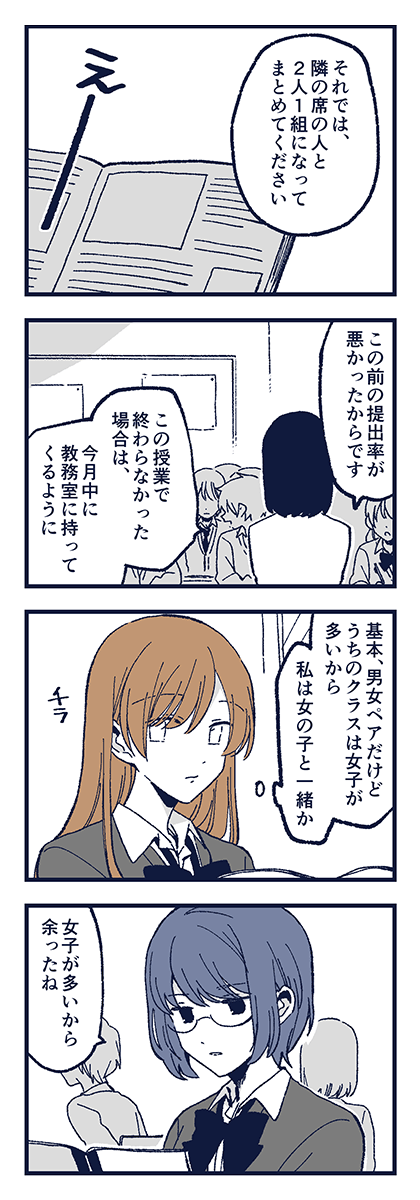 それでは、
隣の席の人と
2人1組になって
まとめてください
え
この前の提出率が
悪かったからです
この授業で
終わらなかった
場合は、
今月中に
教務室に持って
くるように
基本、男女ペアだけど
うちのクラスは女子が
多いから
私は女の子と一緒か
チラ
女子が多いから
余ったね